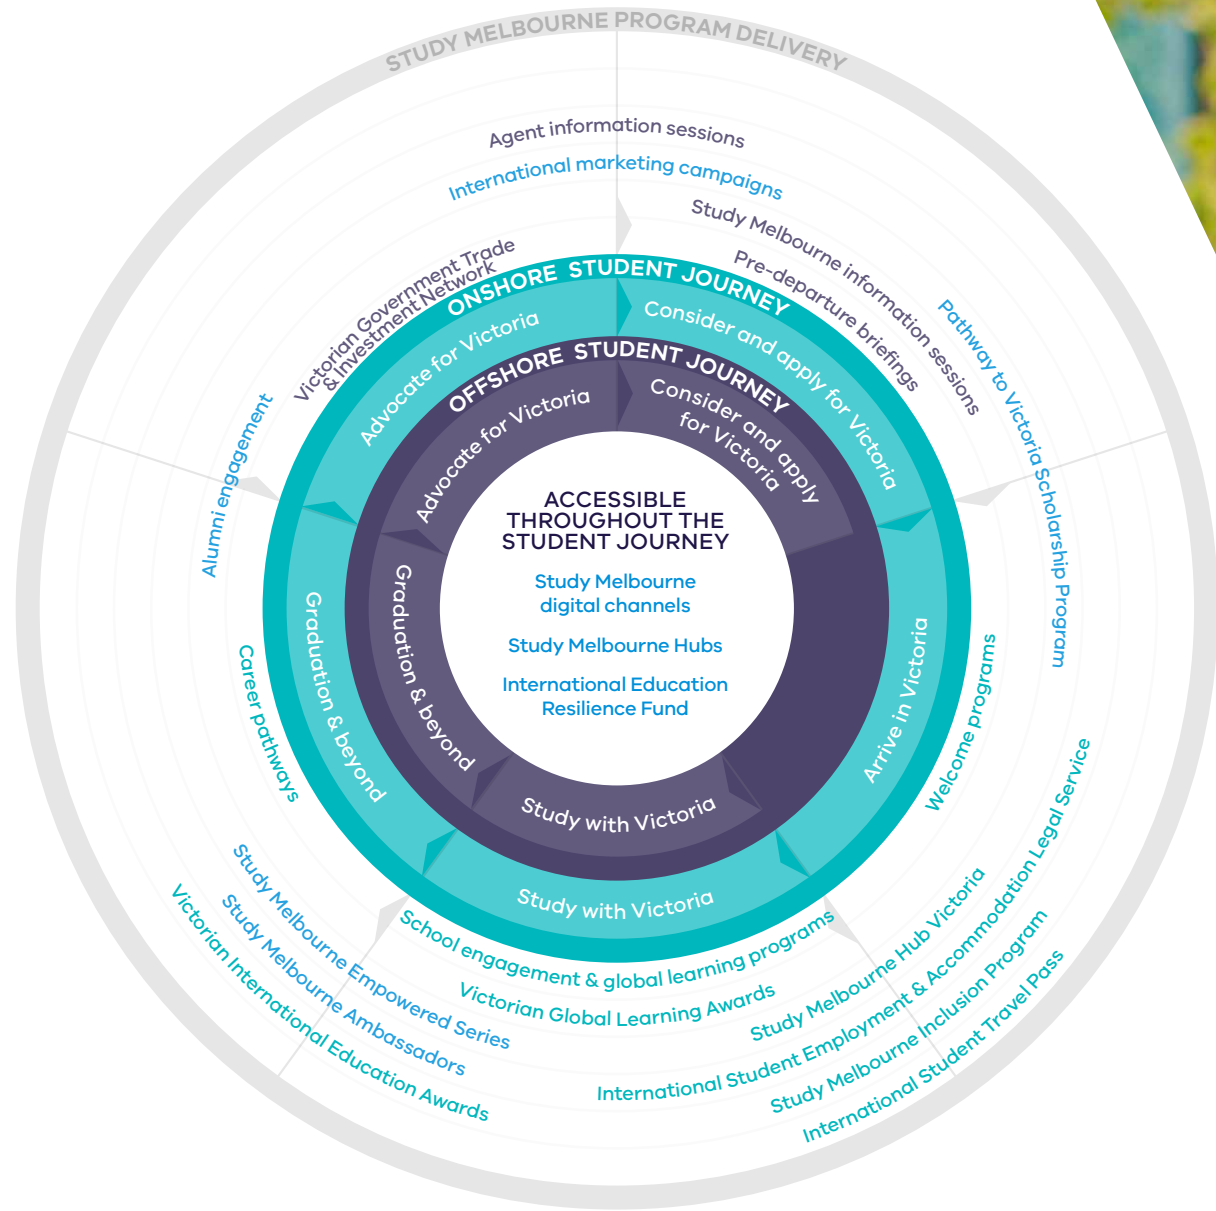 STUDY MELBOURNE PROGRAM DELIVERY
Agent information sessions
International marketing campaigns
Study Melbourne information sessions
Pre-departure briefings
Pathway to Victoria Scholarship Program
Victorian Government Trade
& Investment Network
Alumni engagement
ONSHORE STUDENT JOURNEY
Advocate for Victoria
Consider and apply for Victoria
Arrive in Victoria
Study with Victoria
Graduation & beyond
OFFSHORE STUDENT JOURNEY
Advocate for Victoria
Consider and apply
for Victoria
Study with Victoria
Graduation & beyond
ACCESSIBLE
THROUGHOUT THE
STUDENT JOURNEY
Study Melbourne
digital channels
Study Melbourne Hubs
International Education
Resilience Fund
Welcome programs
Career pathways
School engagement & global learning programs
Victorian Global Learning Awards
Study Melbourne Hub Victoria
International Student Employment & Accommodation Legal Service
Study Melbourne Inclusion Program
International Student Travel Pass
Study Melbourne Empowered Series
Study Melbourne Ambassadors
Victorian International Education Awards